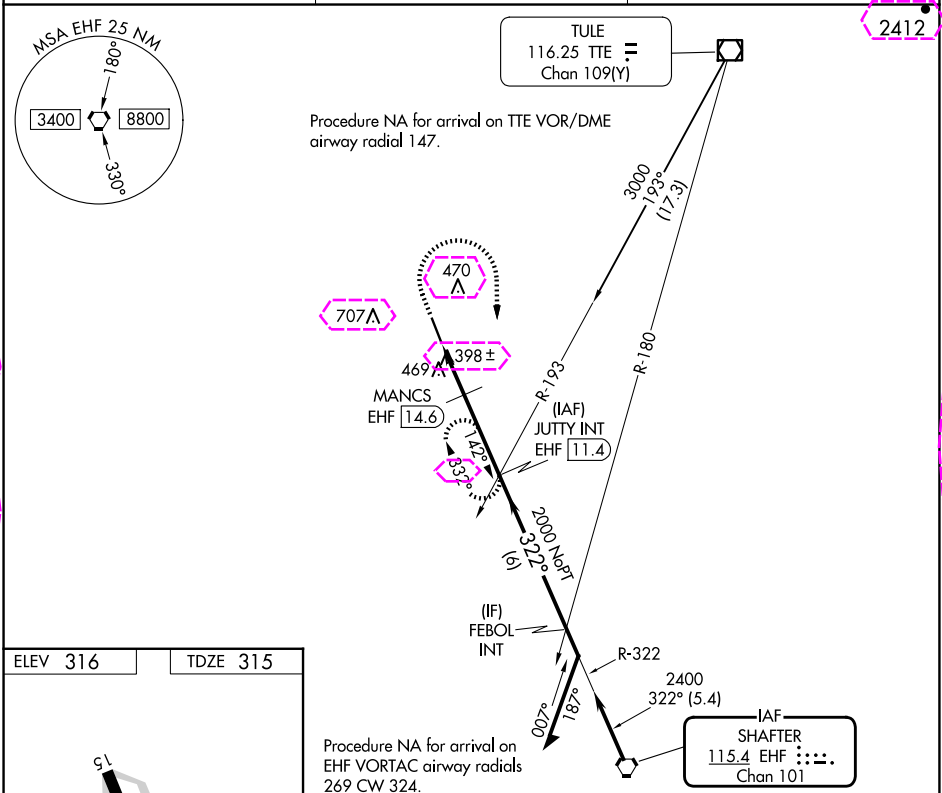 MSA EHF 25 NM
180°
3400
8800
330°
TULE
116.25 TTE
Chan 109(Y)
2412
Procedure NA for arrival on TTE VOR/DME
airway radial 147.
3000
193°
(17.3)
470
707
398 ±
469
R-193
R-180
MANCS
EHF 14.6
(IAF)
JUTTY INT
EHF 11.4
142°
332°
2000 NoPT
322°
(6)
(IF)
FEBOL
INT
R-322
2400
322° (5.4)
007°
187°
IAF
SHAFTER
115.4 EHF
Chan 101
ELEV 316
TDZE 315
15
Procedure NA for arrival on
EHF VORTAC airway radials
269 CW 324.